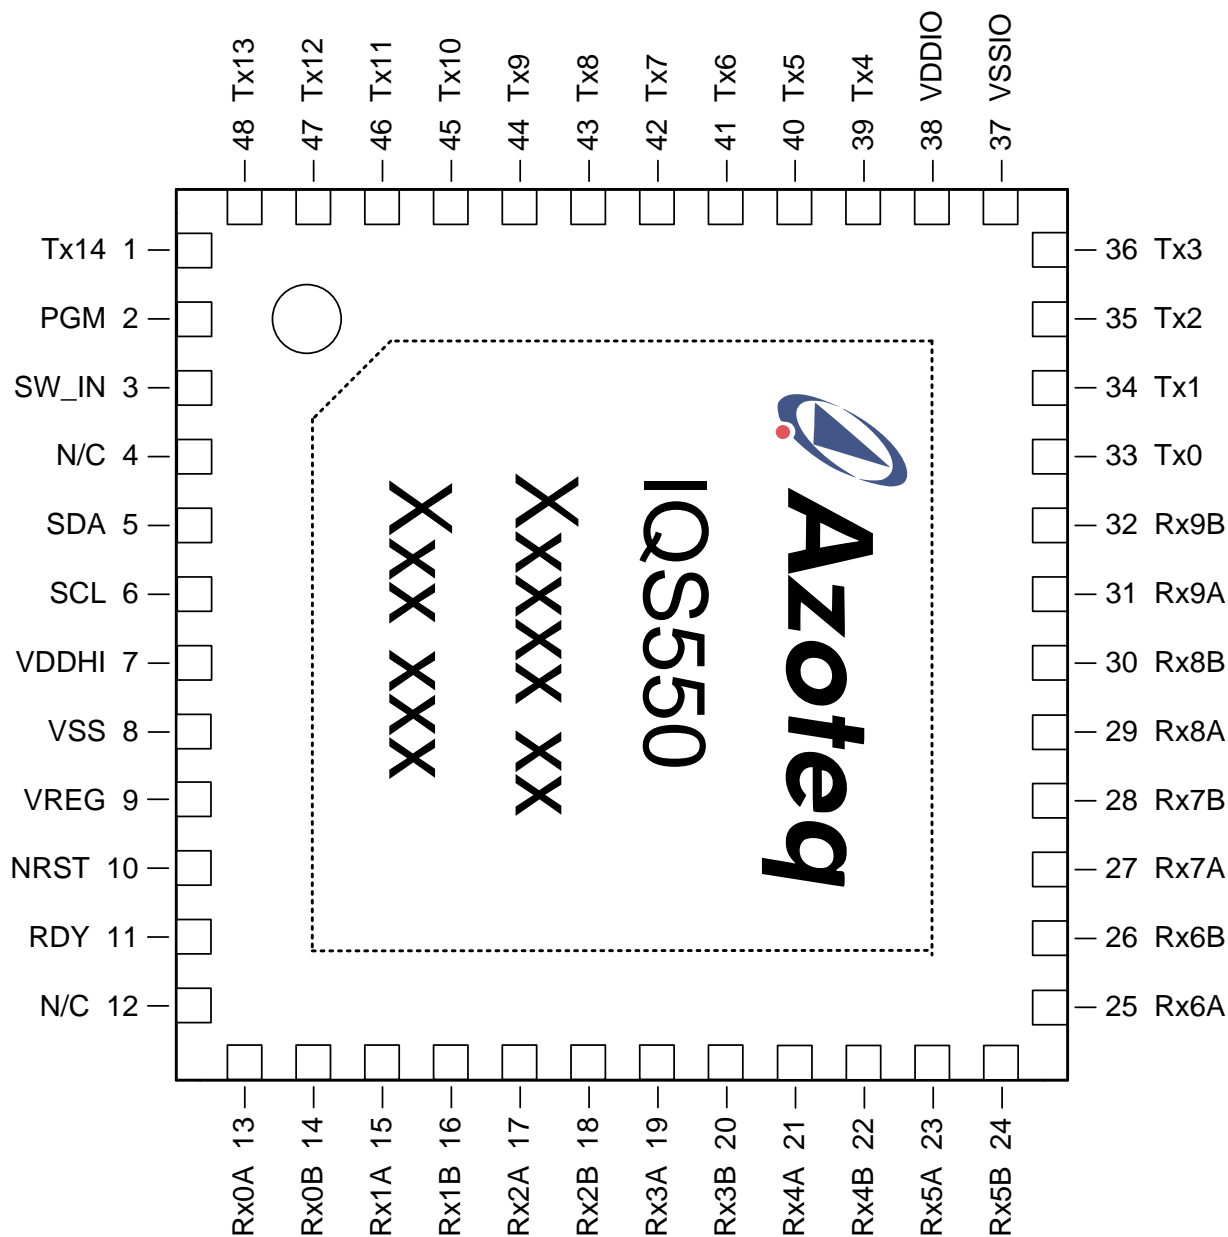 48 Tx13
47 Tx12
46 Tx11
45 Tx10
44 Tx9
43 Tx8
42 Tx7
41 Tx6
40 Tx5
39 Tx4
38 VDDIO
37 VSSIO
Tx14 1
PGM 2
SW_IN 3
N/C 4
SDA 5
SCL 6
VDDHI 7
VSS 8
VREG 9
NRST 10
RDY 11
N/C 12
Azoteq
IQS550
Xxxxx xx
Xxx xxx
36 Tx3
35 Tx2
34 Tx1
33 Tx0
32 Rx9B
31 Rx9A
30 Rx8B
29 Rx8A
28 Rx7B
27 Rx7A
26 Rx6B
25 Rx6A
Rx0A 13
Rx0B 14
Rx1A 15
Rx1B 16
Rx2A 17
Rx2B 18
Rx3A 19
Rx3B 20
Rx4A 21
Rx4B 22
Rx5A 23
Rx5B 24